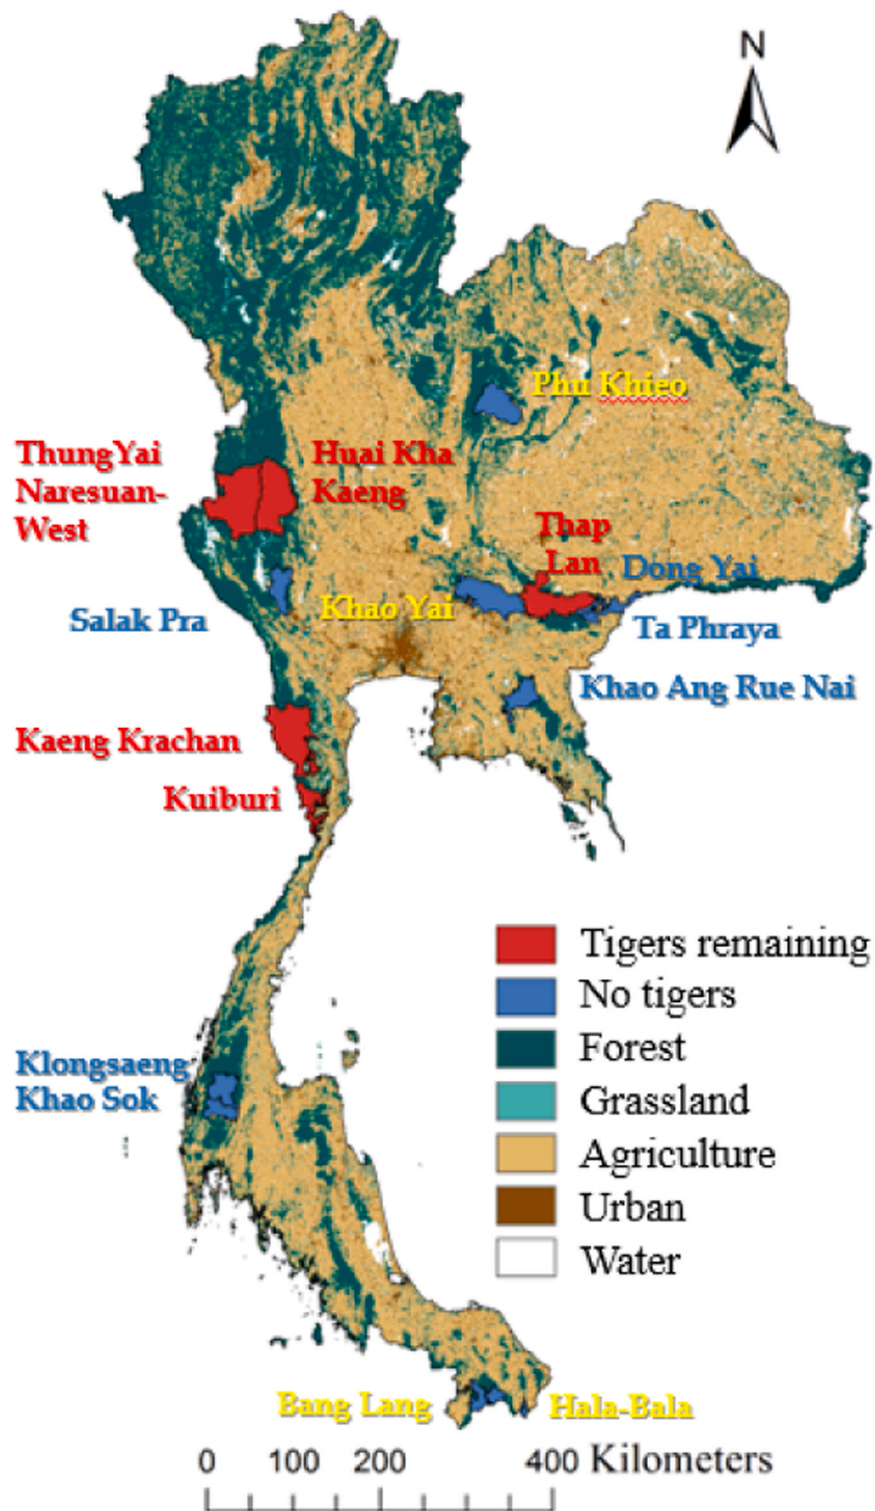 N
Phu Khieo
ThungYai
Naresuan-
West
Huai Kha
Kaeng
Thap
Lan
Dong Yai
Khao Yai
Salak Pra
Ta Phraya
Khao Ang Rue Nai
Kaeng Krachan
Kuiburi
Tigers remaining
No tigers
Forest
Grassland
Agriculture
Urban
Water
Klongsaeng
Khao Sok
Bang Lang
Hala-Bala
0 100 200 400 Kilometers